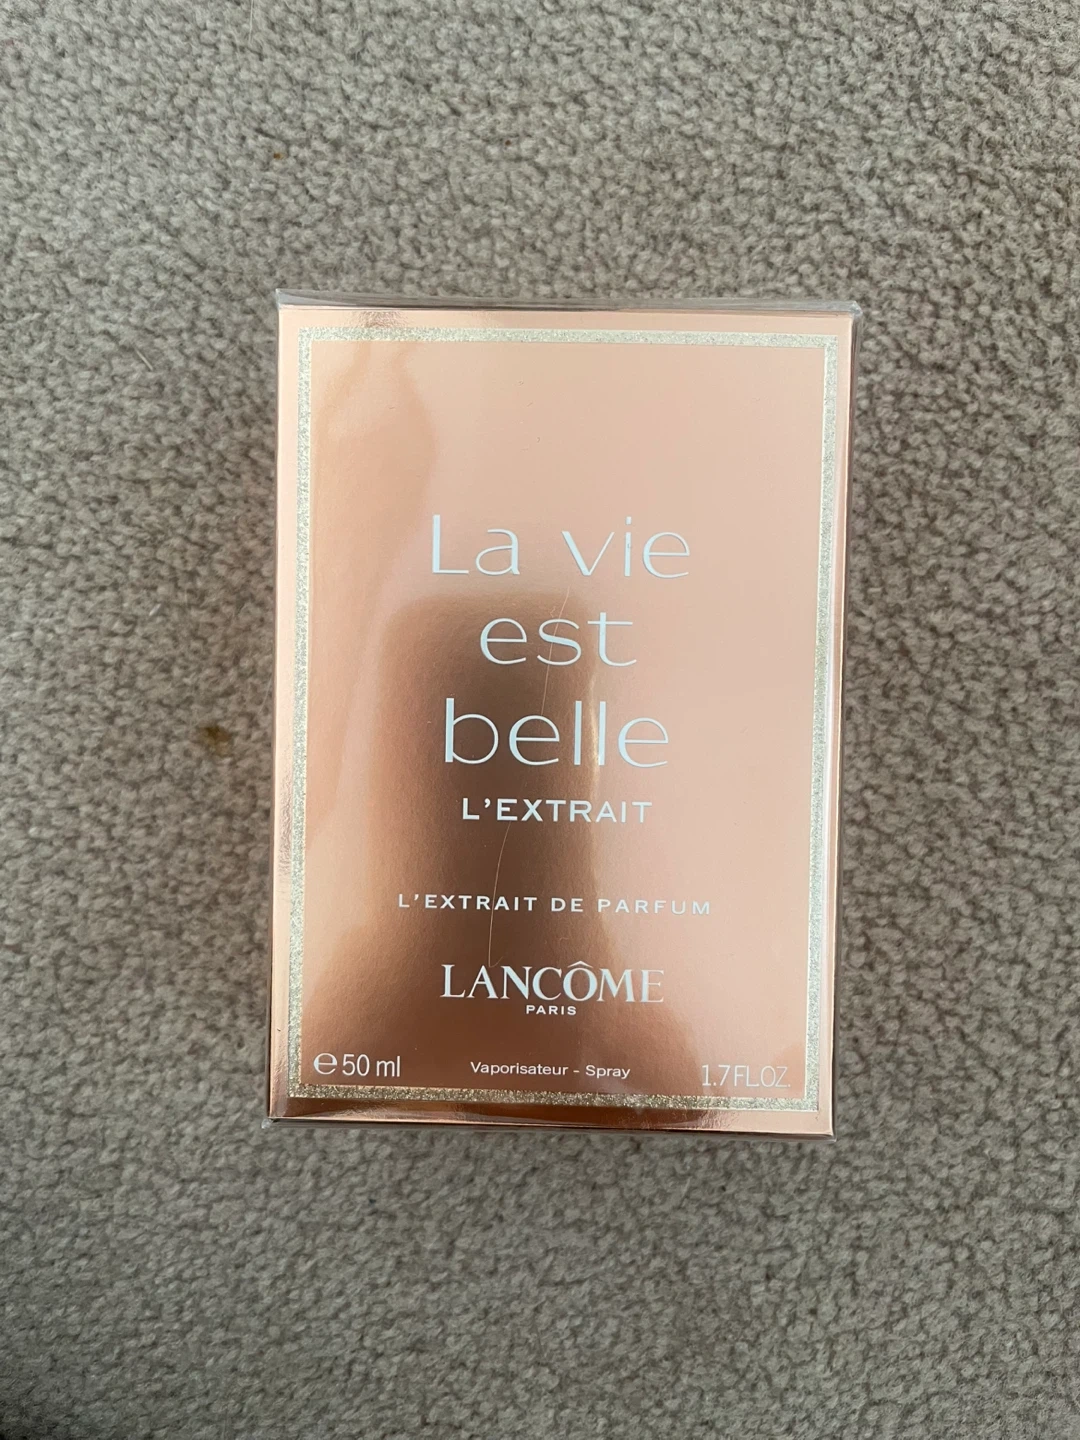 La vie
est
belle
L'EXTRAIT
L'EXTRAIT DE PARFUM
LANCÔME
PARIS
℮50 ml Vaporisateur - Spray 1.7FL.OZ.